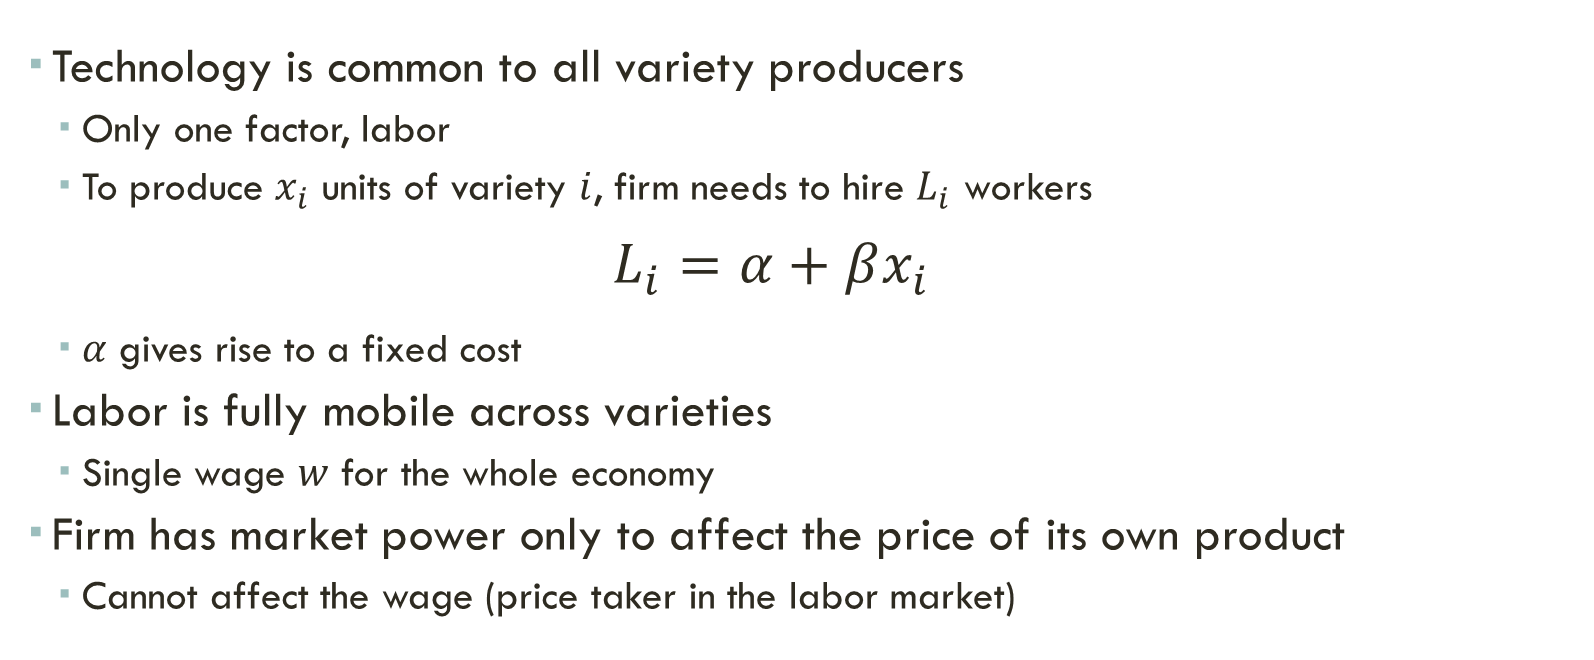 ▪ Technology is common to all variety producers
▪ Only one factor, labor
▪ To produce 𝑥ᵢ units of variety 𝑖, firm needs to hire 𝐿ᵢ workers
𝐿ᵢ = 𝛼 + 𝛽𝑥ᵢ
▪ 𝛼 gives rise to a fixed cost
▪ Labor is fully mobile across varieties
▪ Single wage 𝑤 for the whole economy
▪ Firm has market power only to affect the price of its own product
▪ Cannot affect the wage (price taker in the labor market)